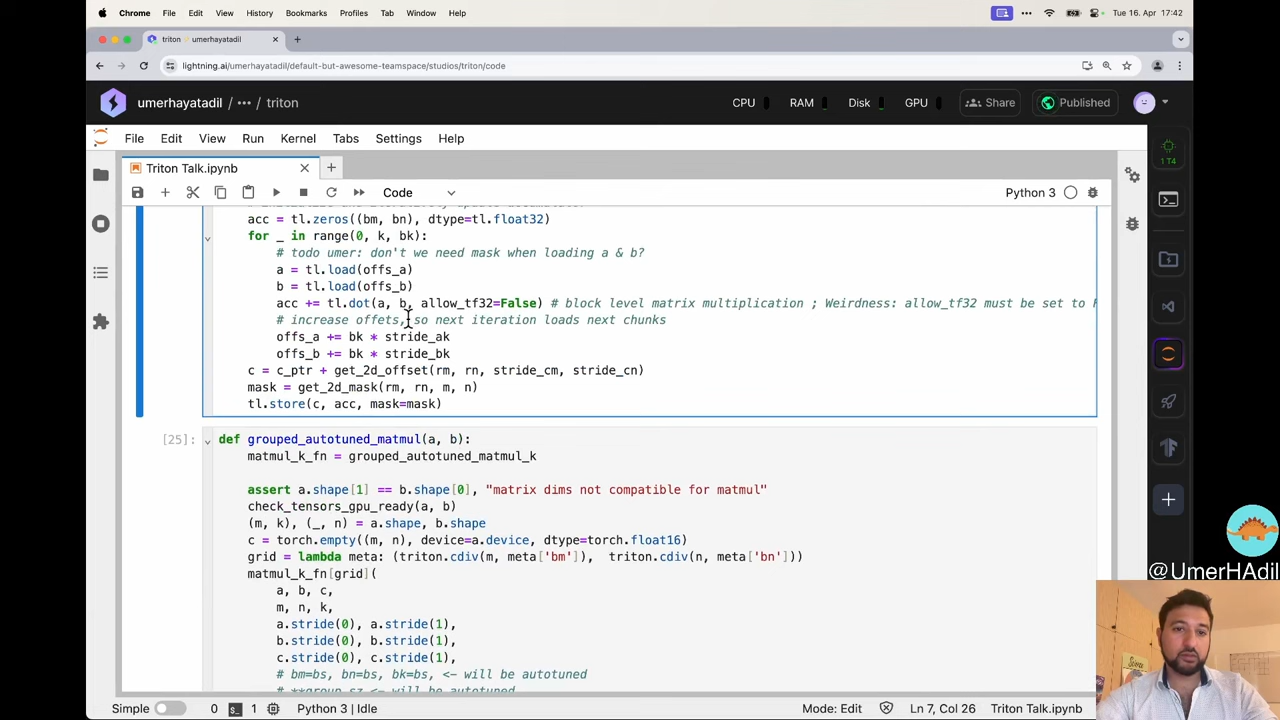 Chrome File Edit View History Bookmarks Profiles Tab Window Help Tue 16. Apr 17:42
triton umerhayatadil
lightning.ai/umerhayatadil/default-but-awesome-teamspace/studios/triton/code
umerhayatadil / ••• / triton CPU RAM Disk GPU Share Published
File Edit View Run Kernel Tabs Settings Help
Triton Talk.ipynb
1 T4
Code Python 3
acc = tl.zeros((bm, bn), dtype=tl.float32)
for _ in range(0, k, bk):
# todo umer: don't we need mask when loading a & b?
a = tl.load(offs_a)
b = tl.load(offs_b)
acc += tl.dot(a, b, allow_tf32=False) # block level matrix multiplication ; Weirdness: allow_tf32 must be set to
# increase offets, so next iteration loads next chunks
offs_a += bk * stride_ak
offs_b += bk * stride_bk
c = c_ptr + get_2d_offset(rm, rn, stride_cm, stride_cn)
mask = get_2d_mask(rm, rn, m, n)
tl.store(c, acc, mask=mask)
[25]: def grouped_autotuned_matmul(a, b):
matmul_k_fn = grouped_autotuned_matmul_k
assert a.shape[1] == b.shape[0], "matrix dims not compatible for matmul"
check_tensors_gpu_ready(a, b)
(m, k), (_, n) = a.shape, b.shape
c = torch.empty((m, n), device=a.device, dtype=torch.float16)
grid = lambda meta: (triton.cdiv(m, meta['bm']), triton.cdiv(n, meta['bn']))
matmul_k_fn[grid](
a, b, c,
m, n, k,
a.stride(0), a.stride(1),
b.stride(0), b.stride(1),
c.stride(0), c.stride(1),
# bm=bs, bn=bs, bk=bs, <- will be autotuned
# **group_sz <- will be autotuned
@UmerHAdil
Simple 0 1 Python 3 | Idle Mode: Edit Ln 7, Col 26 Triton Talk.ipynb